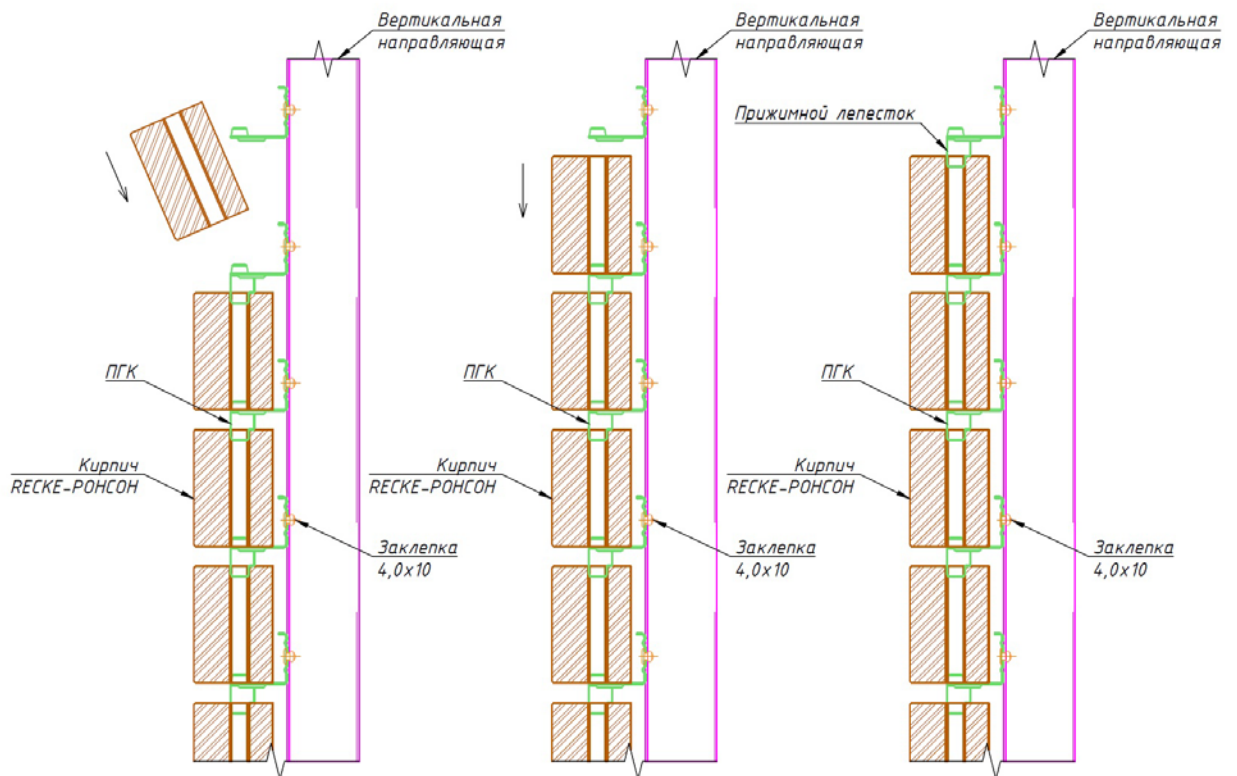 Вертикальная
направляющая
Вертикальная
направляющая
Вертикальная
направляющая
Прижимной лепесток
ПГК
ПГК
ПГК
Кирпич
RECKE-РОНСОН
Кирпич
RECKE-РОНСОН
Кирпич
RECKE-РОНСОН
Заклепка
4,0х10
Заклепка
4,0х10
Заклепка
4,0х10